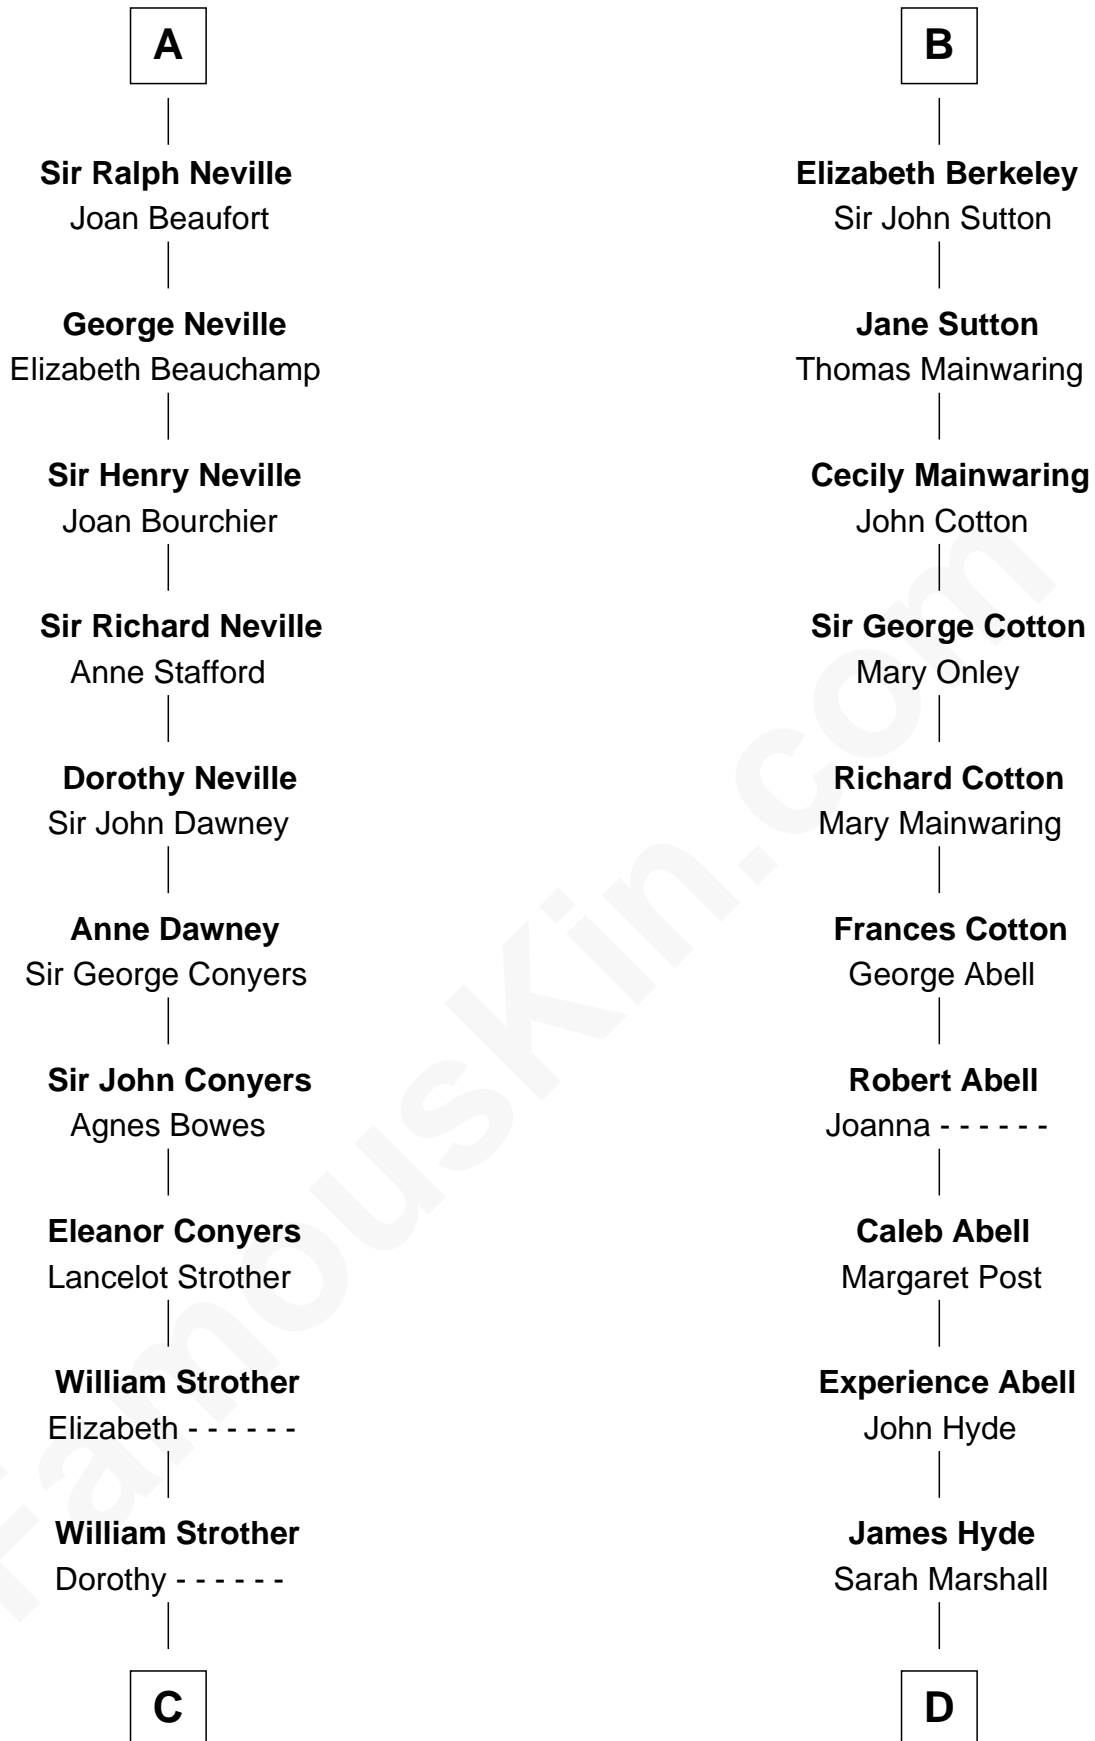 A
Sir Ralph Neville
Joan Beaufort
George Neville
Elizabeth Beauchamp
Sir Henry Neville
Joan Bourchier
Sir Richard Neville
Anne Stafford
Dorothy Neville
Sir John Dawney
Anne Dawney
Sir George Conyers
Sir John Conyers
Agnes Bowes
Eleanor Conyers
Lancelot Strother
William Strother
Elizabeth - - - - - -
William Strother
Dorothy - - - - - -
C
B
Elizabeth Berkeley
Sir John Sutton
Jane Sutton
Thomas Mainwaring
Cecily Mainwaring
John Cotton
Sir George Cotton
Mary Onley
Richard Cotton
Mary Mainwaring
Frances Cotton
George Abell
Robert Abell
Joanna - - - - - -
Caleb Abell
Margaret Post
Experience Abell
John Hyde
James Hyde
Sarah Marshall
D
FamousKin.com